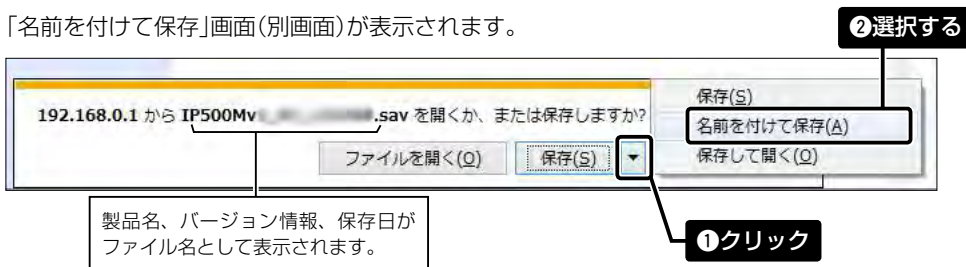 「名前を付けて保存」画面(別画面)が表示されます。
❷選択する
192.168.0.1 から IP500Mv .sav を開くか、または保存しますか?
ファイルを開く(O)
保存(S)
保存(S)
名前を付けて保存(A)
保存して開く(O)
製品名、バージョン情報、保存日が
ファイル名として表示されます。
❶クリック